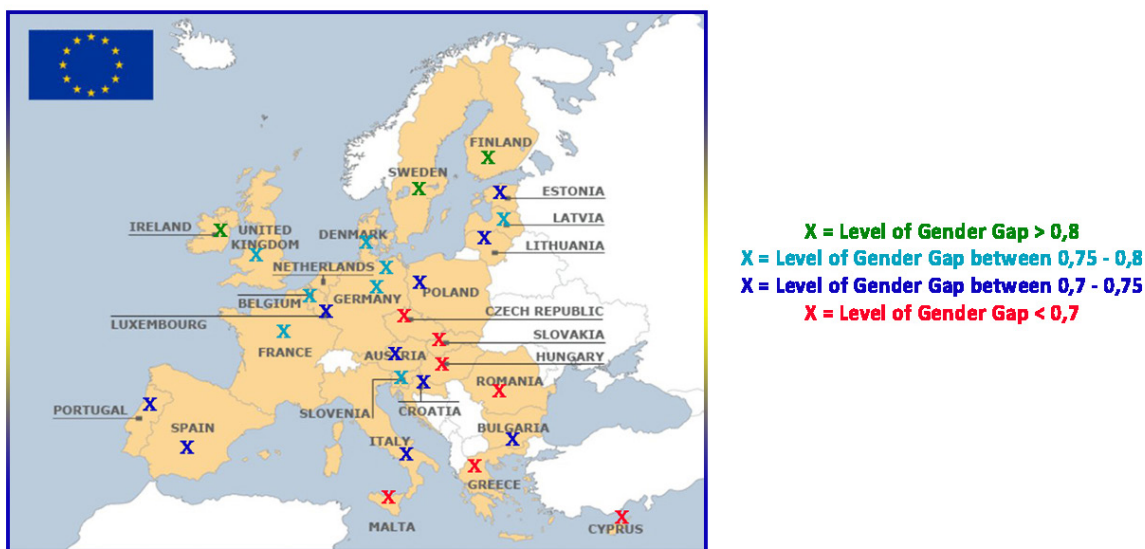 FINLAND
X
SWEDEN
X
X
ESTONIA
IRELAND
X
UNITED
KINGDOM
X
DENMARK
X
X
LATVIA
X
LITHUANIA
NETHERLANDS
X
BELGIUM
X
GERMANY
X
X
POLAND
LUXEMBOURG
X
X
CZECH REPUBLIC
FRANCE
X
X
SLOVAKIA
AUSTRIA
X
X
HUNGARY
ROMANIA
X
X
X
PORTUGAL
X
SLOVENIA
CROATIA
SPAIN
X
ITALY
X
BULGARIA
X
X
GREECE
X
MALTA
X
CYPRUS
X = Level of Gender Gap > 0,8
X = Level of Gender Gap between 0,75 - 0,8
X = Level of Gender Gap between 0,7 - 0,75
X = Level of Gender Gap < 0,7